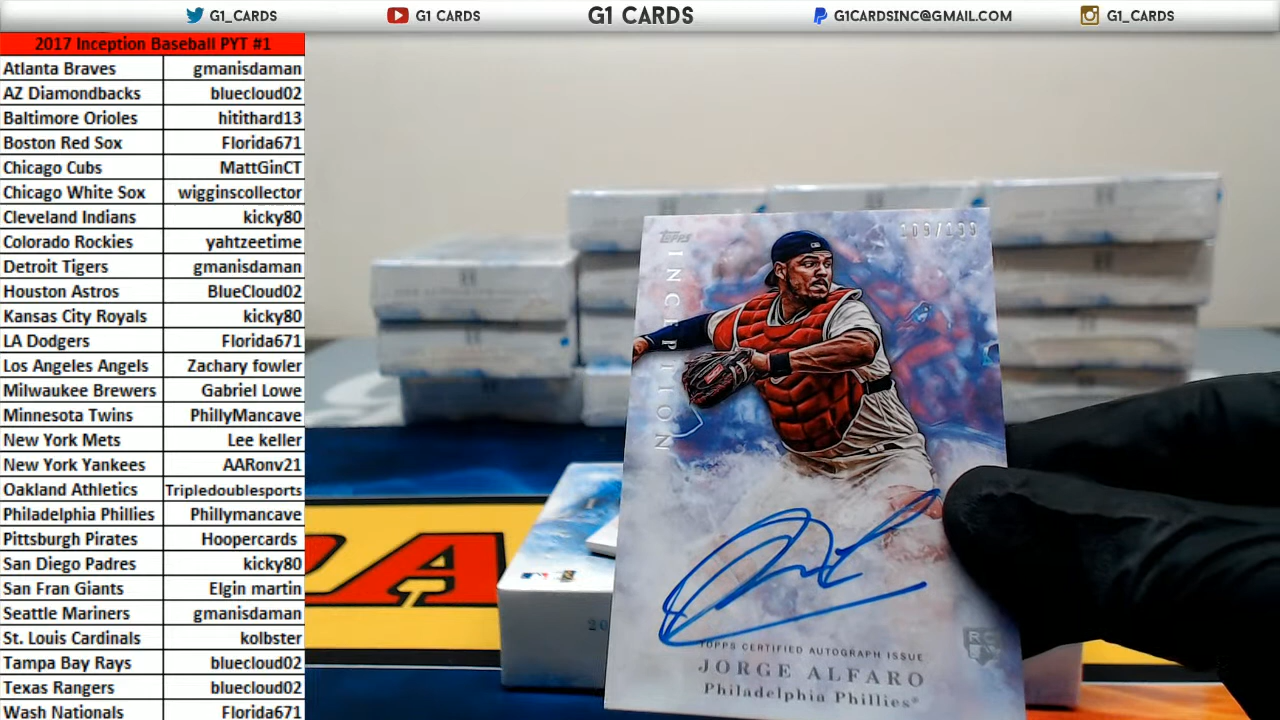 G1_CARDS
G1 CARDS
G1 CARDS
G1CARDSINC@GMAIL.COM
G1_CARDS
2017 Inception Baseball PYT #1
Atlanta Braves gmanisdaman
AZ Diamondbacks bluecloud02
Baltimore Orioles hitithard13
Boston Red Sox Florida671
Chicago Cubs MattGinCT
Chicago White Sox wigginscollector
Cleveland Indians kicky80
Colorado Rockies yahtzeetime
Detroit Tigers gmanisdaman
Houston Astros BlueCloud02
Kansas City Royals kicky80
LA Dodgers Florida671
Los Angeles Angels Zachary fowler
Milwaukee Brewers Gabriel Lowe
Minnesota Twins PhillyMancave
New York Mets Lee keller
New York Yankees AARonv21
Oakland Athletics Tripledoublesports
Philadelphia Phillies Phillymancave
Pittsburgh Pirates Hoopercards
San Diego Padres kicky80
San Fran Giants Elgin martin
Seattle Mariners gmanisdaman
St. Louis Cardinals kolbster
Tampa Bay Rays bluecloud02
Texas Rangers bluecloud02
Wash Nationals Florida671
TOPPS
INCEPTION
TOPPS CERTIFIED AUTOGRAPH ISSUE
JORGE ALFARO
Philadelphia Phillies®
RC